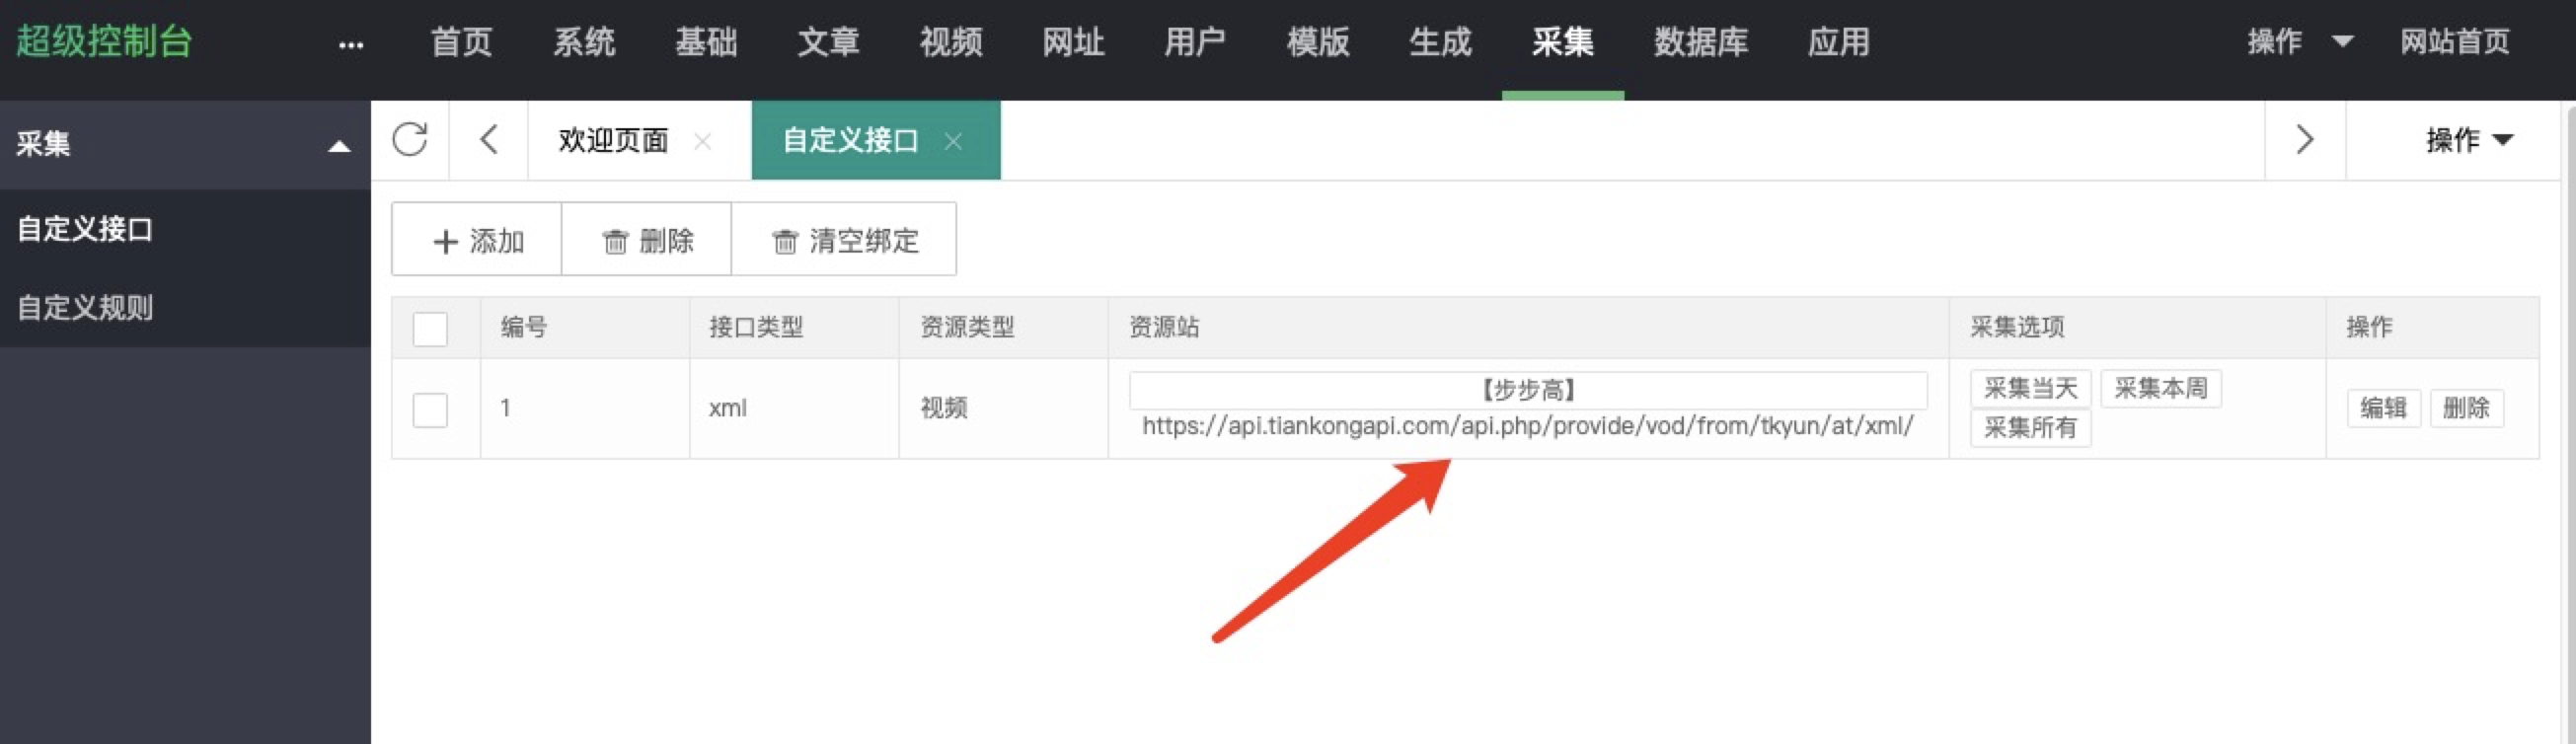 超级控制台 ··· 首页 系统 基础 文章 视频 网址 用户 模版 生成 采集 数据库 应用 操作 网站首页
采集 欢迎页面 自定义接口 操作
自定义接口
自定义规则
添加 删除 清空绑定
编号 接口类型 资源类型 资源站 采集选项 操作
1 xml 视频 【步步高】 采集当天 采集本周 编辑 删除
https://api.tiankongapi.com/api.php/provide/vod/from/tkyun/at/xml/ 采集所有